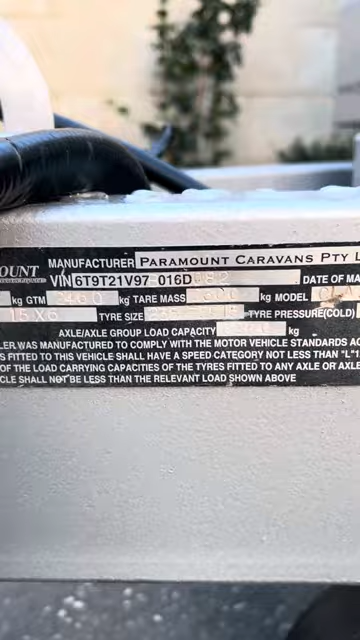 MANUFACTURER PARAMOUNT CARAVANS PTY L
OUNT VIN 6T9T21V97 016D DATE OF MA
kg GTM kg TARE MASS kg MODEL
15X6 TYRE SIZE TYRE PRESSURE(COLD)
AXLE/AXLE GROUP LOAD CAPACITY kg
LER WAS MANUFACTURED TO COMPLY WITH THE MOTOR VEHICLE STANDARDS AC
S FITTED TO THIS VEHICLE SHALL HAVE A SPEED CATEGORY NOT LESS THAN "L"1
OF THE LOAD CARRYING CAPACITIES OF THE TYRES FITTED TO ANY AXLE OR AXLE
CLE SHALL NOT BE LESS THAN THE RELEVANT LOAD SHOWN ABOVE